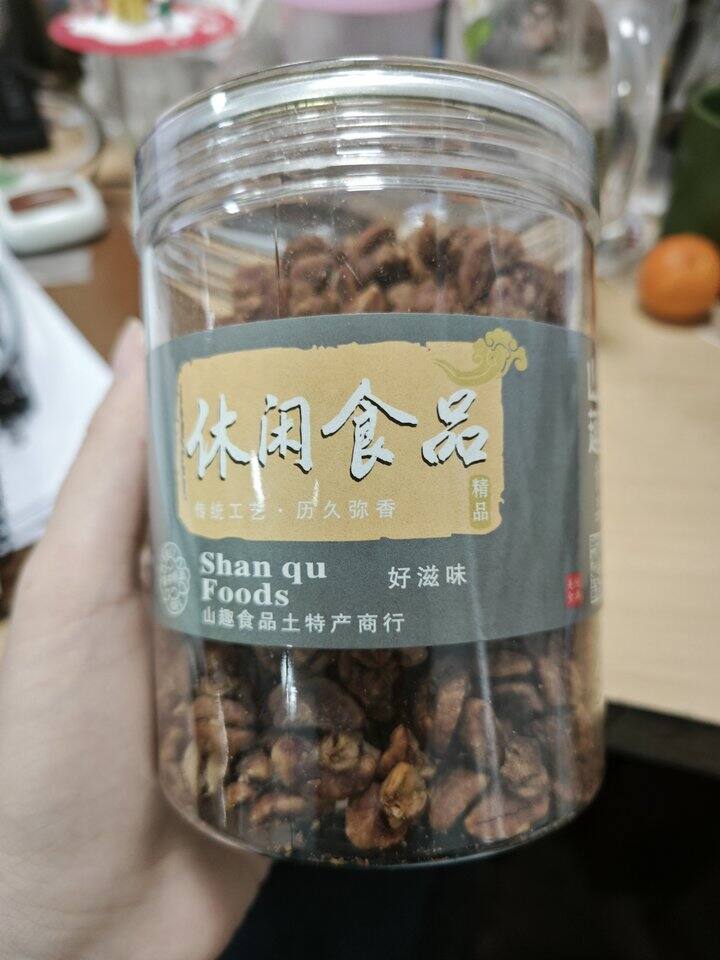 休闲食品
精品
传统工艺·历久弥香
Shan qu
Foods
好滋味
山趣食品土特产商行